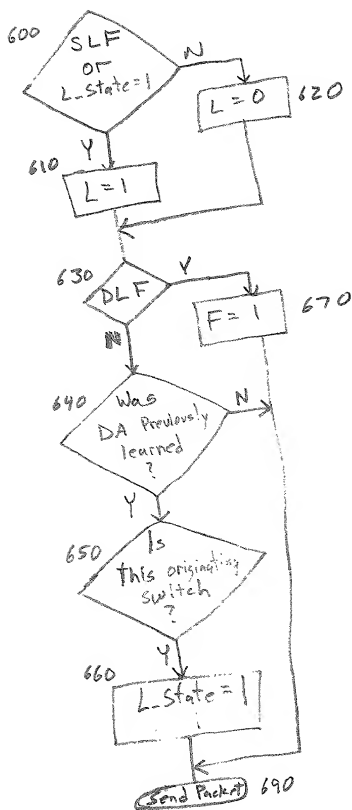 600
SLF
or
L_state=1
N
L = 0
620
Y
610
L = 1
630
DLF
Y
F = 1
670
N
640
Was
DA Previously
learned
?
N
Y
650
Is
this originating
switch
?
Y
660
L_state = 1
Send Packet
690